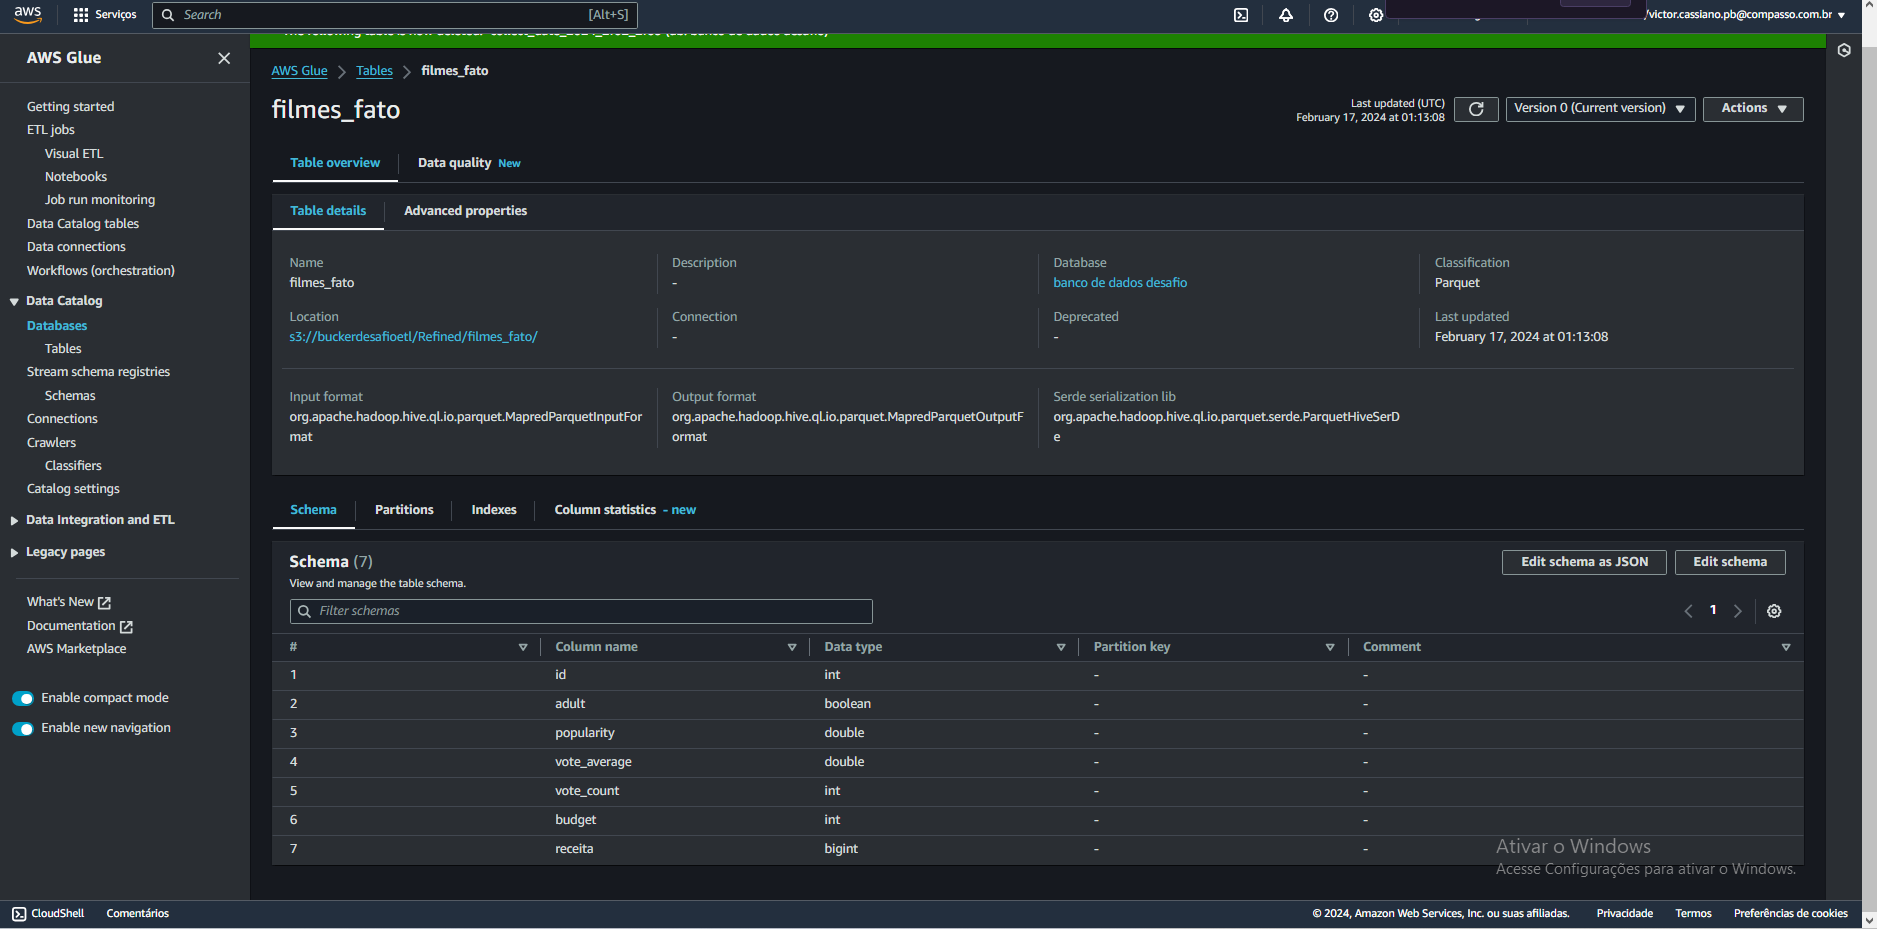 aws
Serviços
Search
[Alt+S]
/victor.cassiano.pb@compasso.com.br
AWS Glue
Getting started
ETL jobs
Visual ETL
Notebooks
Job run monitoring
Data Catalog tables
Data connections
Workflows (orchestration)
Data Catalog
Databases
Tables
Stream schema registries
Schemas
Connections
Crawlers
Classifiers
Catalog settings
Data Integration and ETL
Legacy pages
What's New
Documentation
AWS Marketplace
Enable compact mode
Enable new navigation
AWS Glue
Tables
filmes_fato
filmes_fato
Last updated (UTC)
February 17, 2024 at 01:13:08
Version 0 (Current version)
Actions
Table overview
Data quality New
Table details
Advanced properties
Name
filmes_fato
Description
-
Database
banco de dados desafio
Classification
Parquet
Location
s3://buckerdesafioetl/Refined/filmes_fato/
Connection
-
Deprecated
-
Last updated
February 17, 2024 at 01:13:08
Input format
org.apache.hadoop.hive.ql.io.parquet.MapredParquetInputFor
mat
Output format
org.apache.hadoop.hive.ql.io.parquet.MapredParquetOutputF
ormat
Serde serialization lib
org.apache.hadoop.hive.ql.io.parquet.serde.ParquetHiveSerD
e
Schema
Partitions
Indexes
Column statistics - new
Schema (7)
View and manage the table schema.
Edit schema as JSON
Edit schema
Filter schemas
1
# Column name Data type Partition key Comment
1 id int - -
2 adult boolean - -
3 popularity double - -
4 vote_average double - -
5 vote_count int - -
6 budget int - -
7 receita bigint - -
Ativar o Windows
Acesse Configurações para ativar o Windows.
CloudShell
Comentários
© 2024, Amazon Web Services, Inc. ou suas afiliadas.
Privacidade
Termos
Preferências de cookies